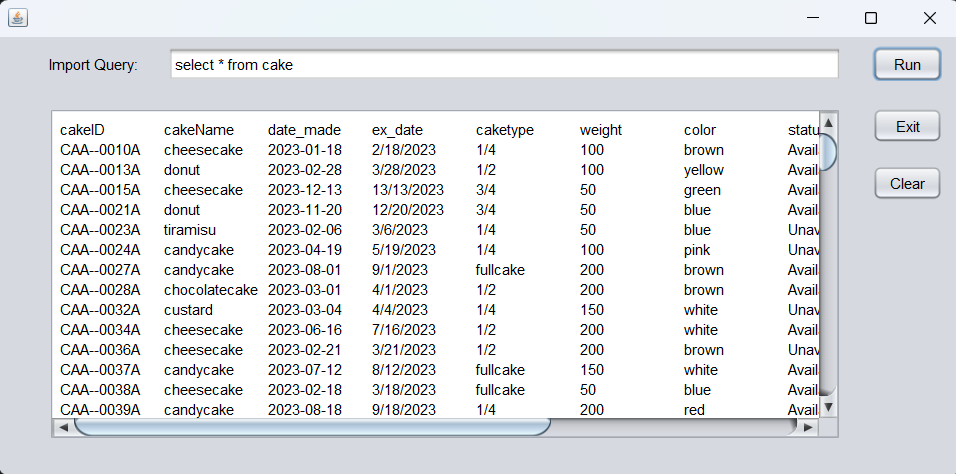 Import Query: select * from cake Run
Exit
Clear
cakeID cakeName date_made ex_date caketype weight color statu
CAA--0010A cheesecake 2023-01-18 2/18/2023 1/4 100 brown Avail
CAA--0013A donut 2023-02-28 3/28/2023 1/2 100 yellow Avail
CAA--0015A cheesecake 2023-12-13 13/13/2023 3/4 50 green Avail
CAA--0021A donut 2023-11-20 12/20/2023 3/4 50 blue Avail
CAA--0023A tiramisu 2023-02-06 3/6/2023 1/4 50 blue Unav
CAA--0024A candycake 2023-04-19 5/19/2023 1/4 100 pink Unav
CAA--0027A candycake 2023-08-01 9/1/2023 fullcake 200 brown Avail
CAA--0028A chocolatecake 2023-03-01 4/1/2023 1/2 200 brown Avail
CAA--0032A custard 2023-03-04 4/4/2023 1/4 150 white Unav
CAA--0034A cheesecake 2023-06-16 7/16/2023 1/2 200 white Avail
CAA--0036A cheesecake 2023-02-21 3/21/2023 1/2 200 brown Unav
CAA--0037A candycake 2023-07-12 8/12/2023 fullcake 150 white Avail
CAA--0038A cheesecake 2023-02-18 3/18/2023 fullcake 50 blue Avail
CAA--0039A candycake 2023-08-18 9/18/2023 1/4 200 red Avail